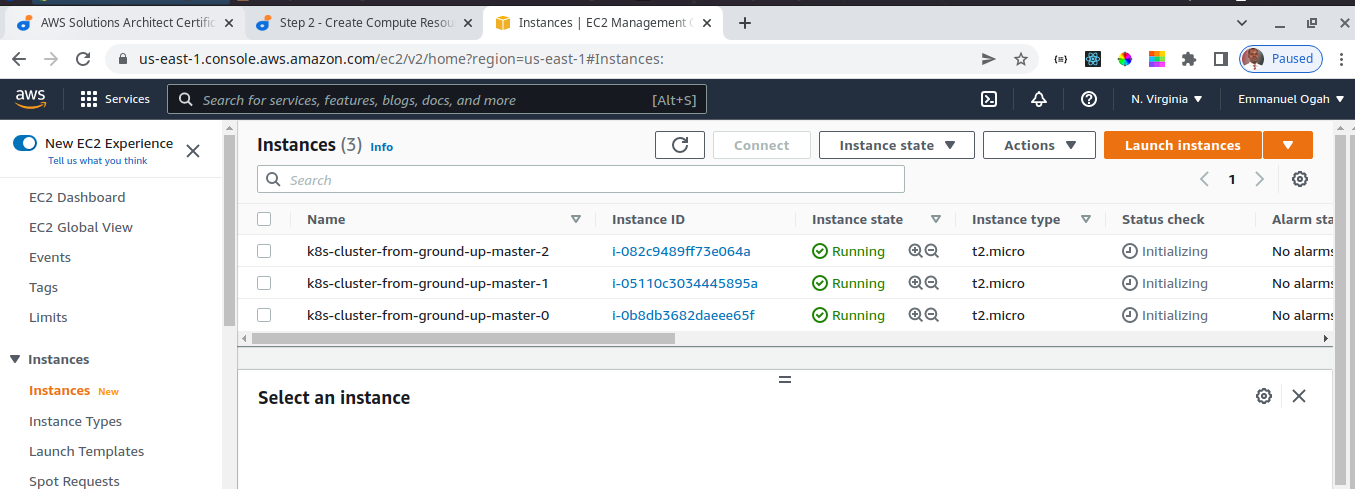 AWS Solutions Architect Certific
Step 2 - Create Compute Resou
Instances | EC2 Management C
us-east-1.console.aws.amazon.com/ec2/v2/home?region=us-east-1#Instances:
Paused
aws
Services
Search for services, features, blogs, docs, and more
[Alt+S]
N. Virginia
Emmanuel Ogah
New EC2 Experience
Tell us what you think
EC2 Dashboard
EC2 Global View
Events
Tags
Limits
Instances
Instances New
Instance Types
Launch Templates
Spot Requests
Instances (3) Info
Connect
Instance state
Actions
Launch instances
Search
1
Name Instance ID Instance state Instance type Status check Alarm sta
k8s-cluster-from-ground-up-master-2 i-082c9489ff73e064a Running t2.micro Initializing No alarms
k8s-cluster-from-ground-up-master-1 i-05110c3034445895a Running t2.micro Initializing No alarms
k8s-cluster-from-ground-up-master-0 i-0b8db3682daeee65f Running t2.micro Initializing No alarms
Select an instance